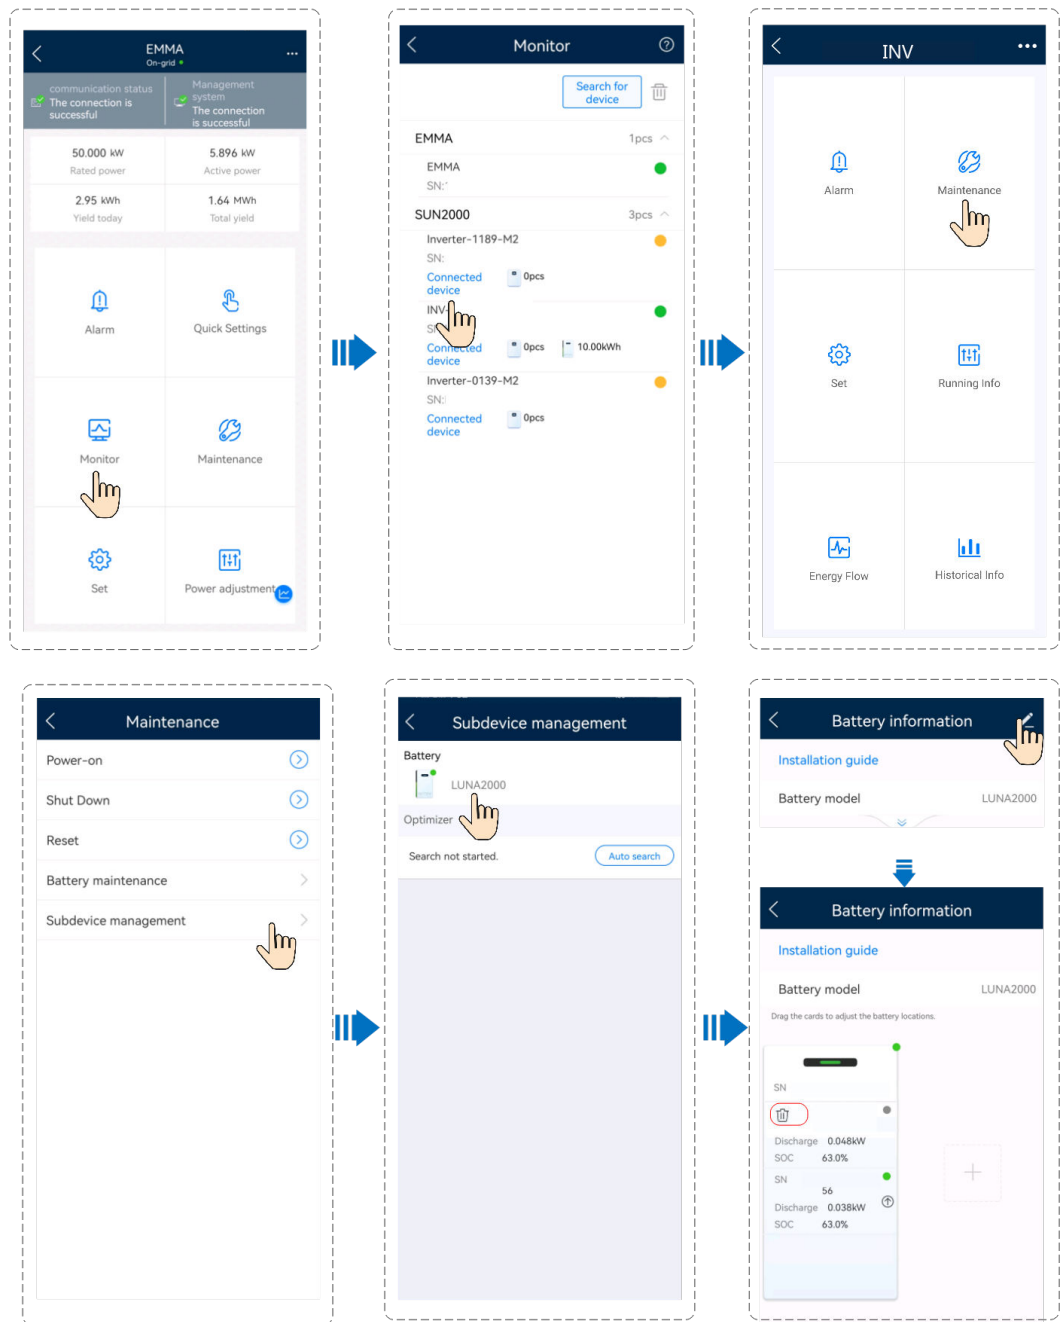 EMMA
On-grid
communication status
The connection is
successful
Management
system
The connection
is successful
50.000 kW
Rated power
5.896 kW
Active power
2.95 kWh
Yield today
1.64 MWh
Total yield
Alarm
Quick Settings
Monitor
Maintenance
Set
Power adjustment
Monitor
Search for
device
EMMA
1pcs
EMMA
SN:
SUN2000
3pcs
Inverter-1189-M2
SN:
Connected
device
0pcs
INV-
Connected
device
0pcs
10.00kWh
Inverter-0139-M2
SN:
Connected
device
0pcs
INV
Alarm
Maintenance
Set
Running Info
Energy Flow
Historical Info
Maintenance
Power-on
Shut Down
Reset
Battery maintenance
Subdevice management
Subdevice management
Battery
LUNA2000
Optimizer
Search not started.
Auto search
Battery information
Installation guide
Battery model
LUNA2000
Battery information
Installation guide
Battery model
LUNA2000
Drag the cards to adjust the battery locations.
SN
Discharge 0.048kW
SOC 63.0%
SN
56
Discharge 0.038kW
SOC 63.0%